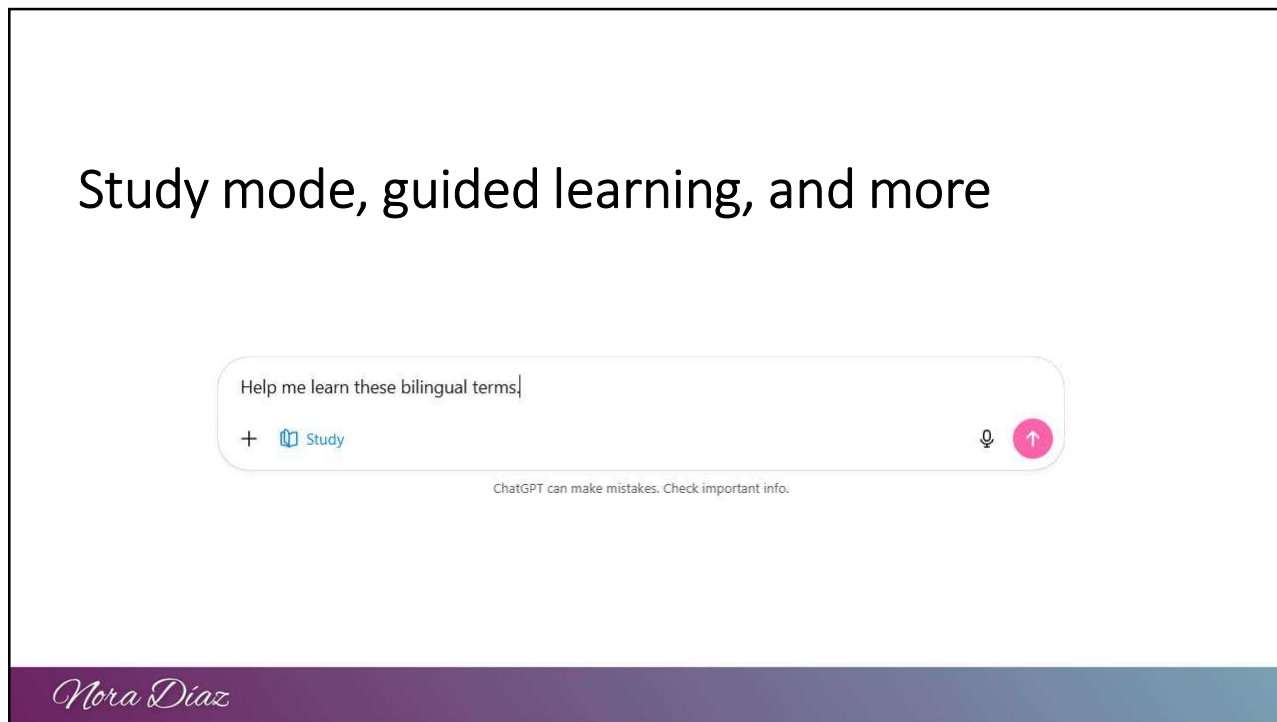 Study mode, guided learning, and more
Help me learn these bilingual terms.
Study
ChatGPT can make mistakes. Check important info.
Nora Díaz